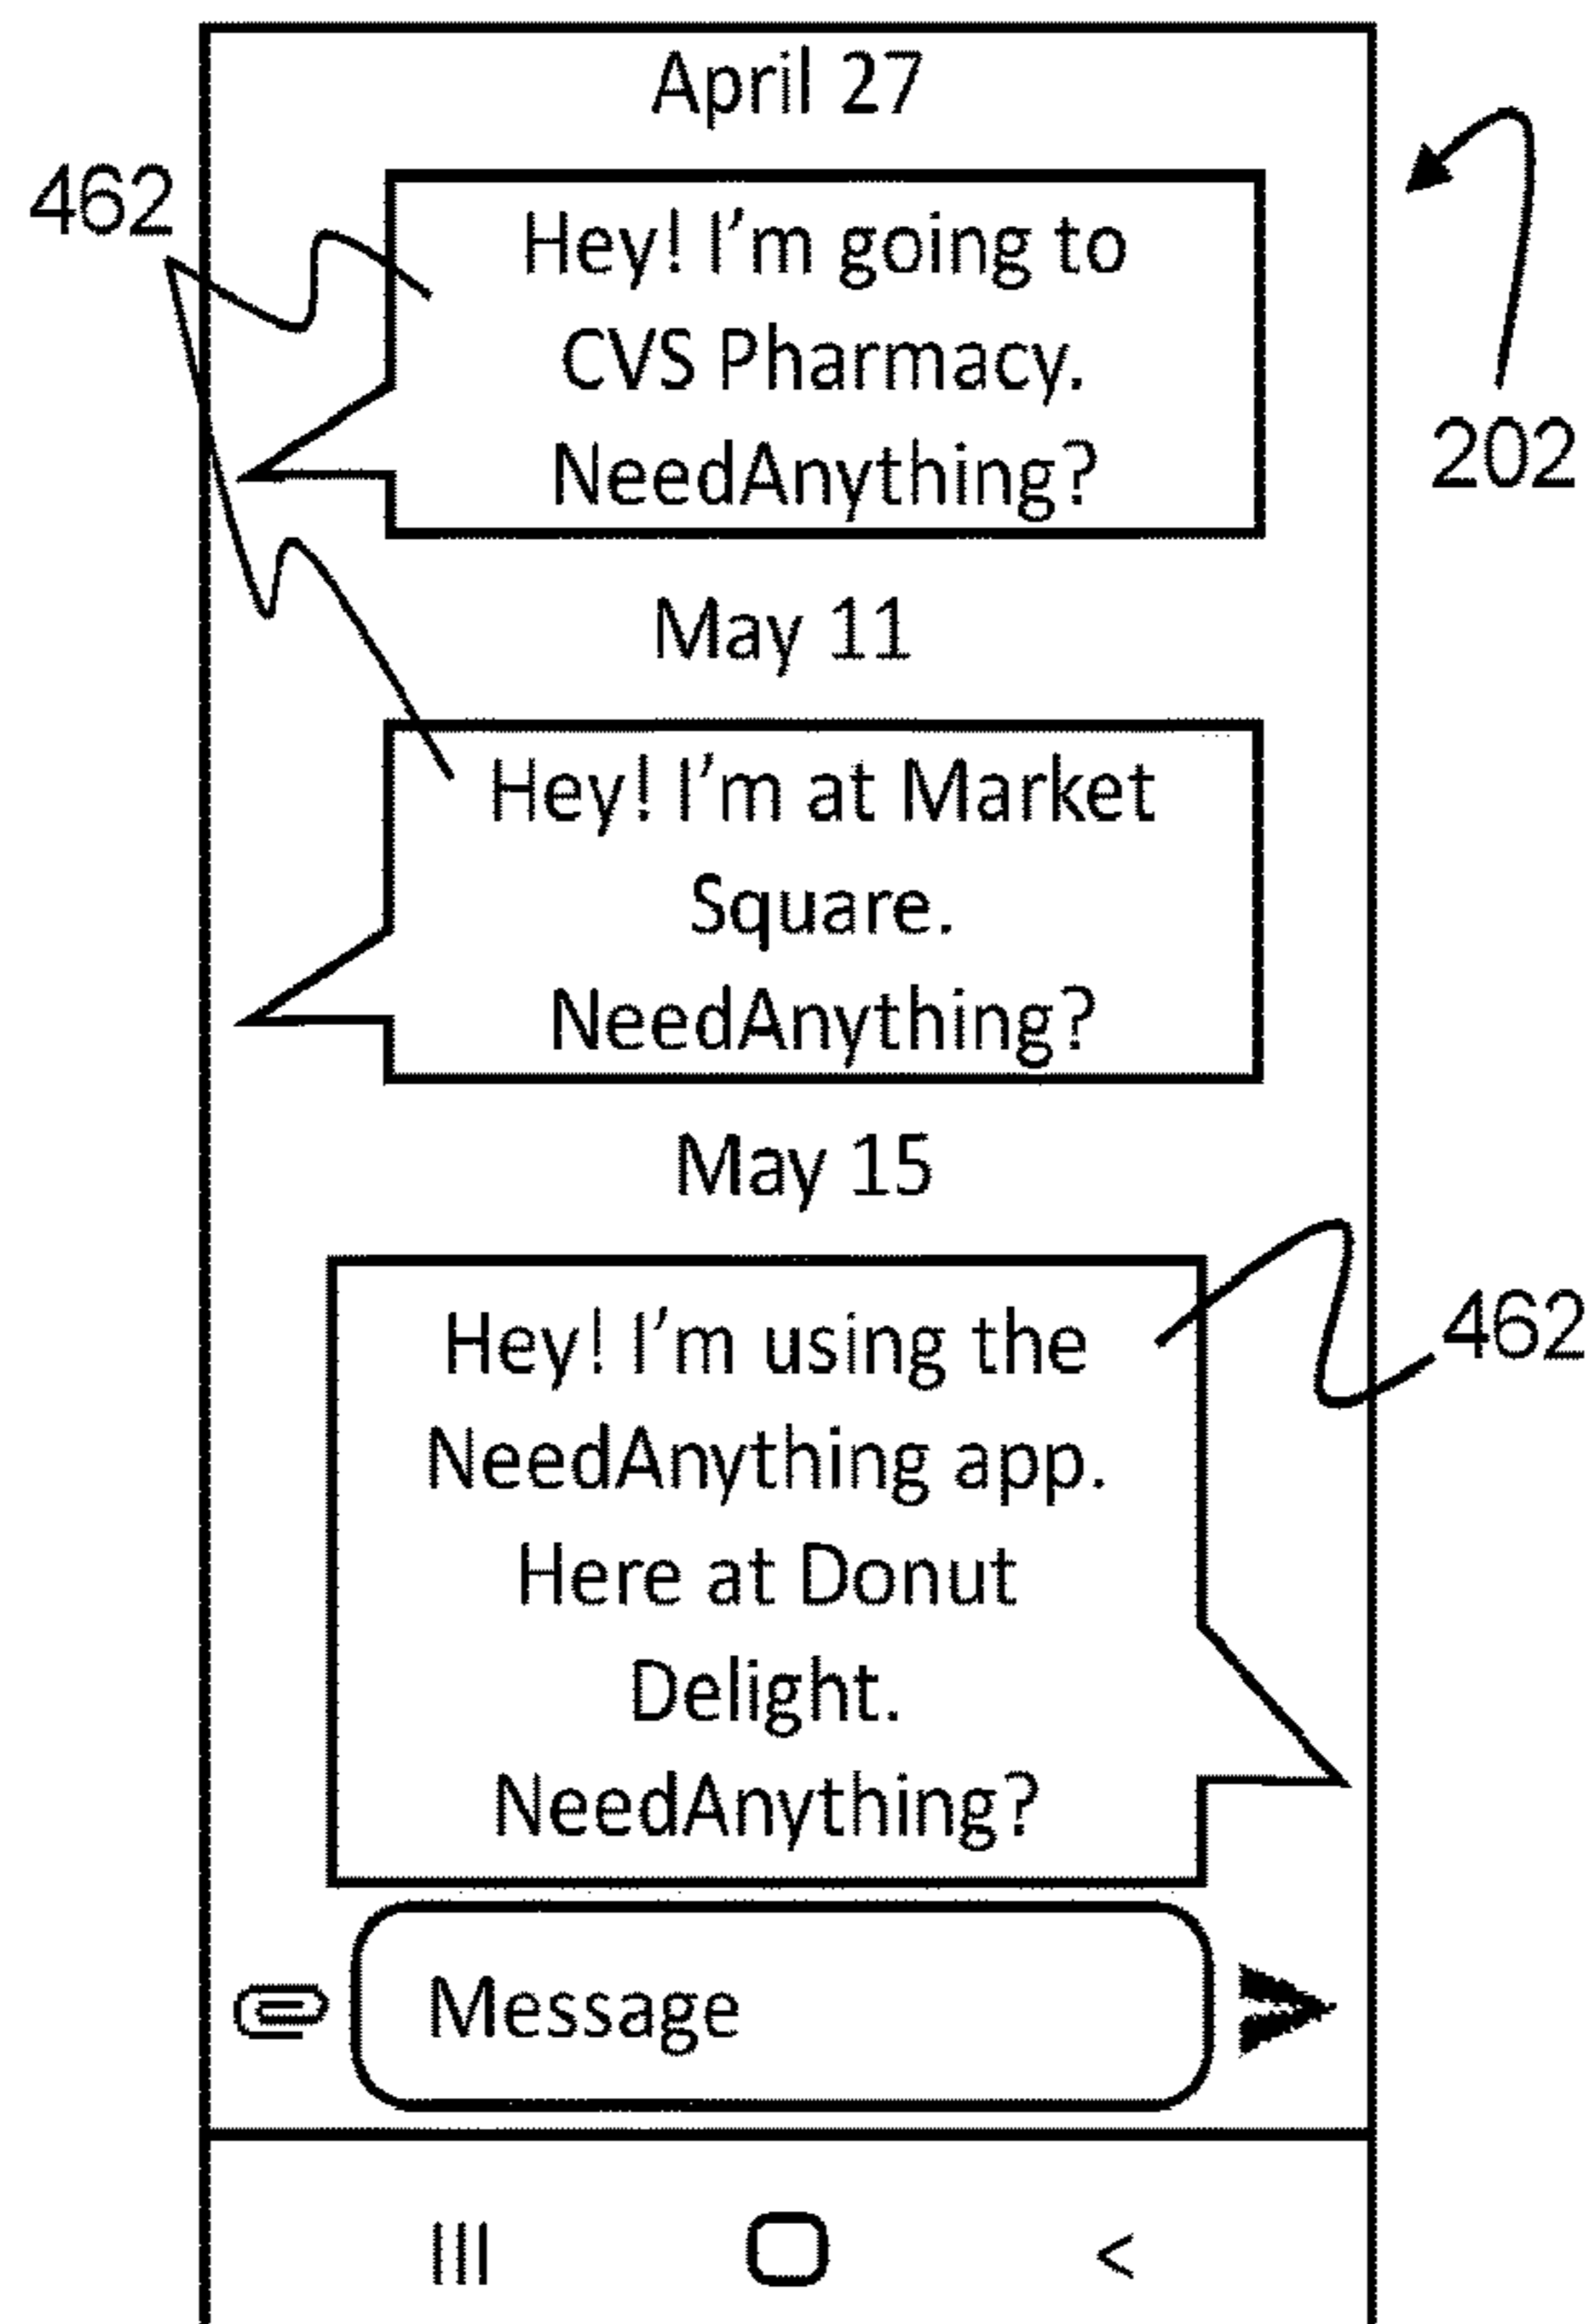 April 27
462
Hey! I'm going to
CVS Pharmacy.
NeedAnything?
202
May 11
Hey! I'm at Market
Square.
NeedAnything?
May 15
462
Hey! I'm using the
NeedAnything app.
Here at Donut
Delight.
NeedAnything?
Message